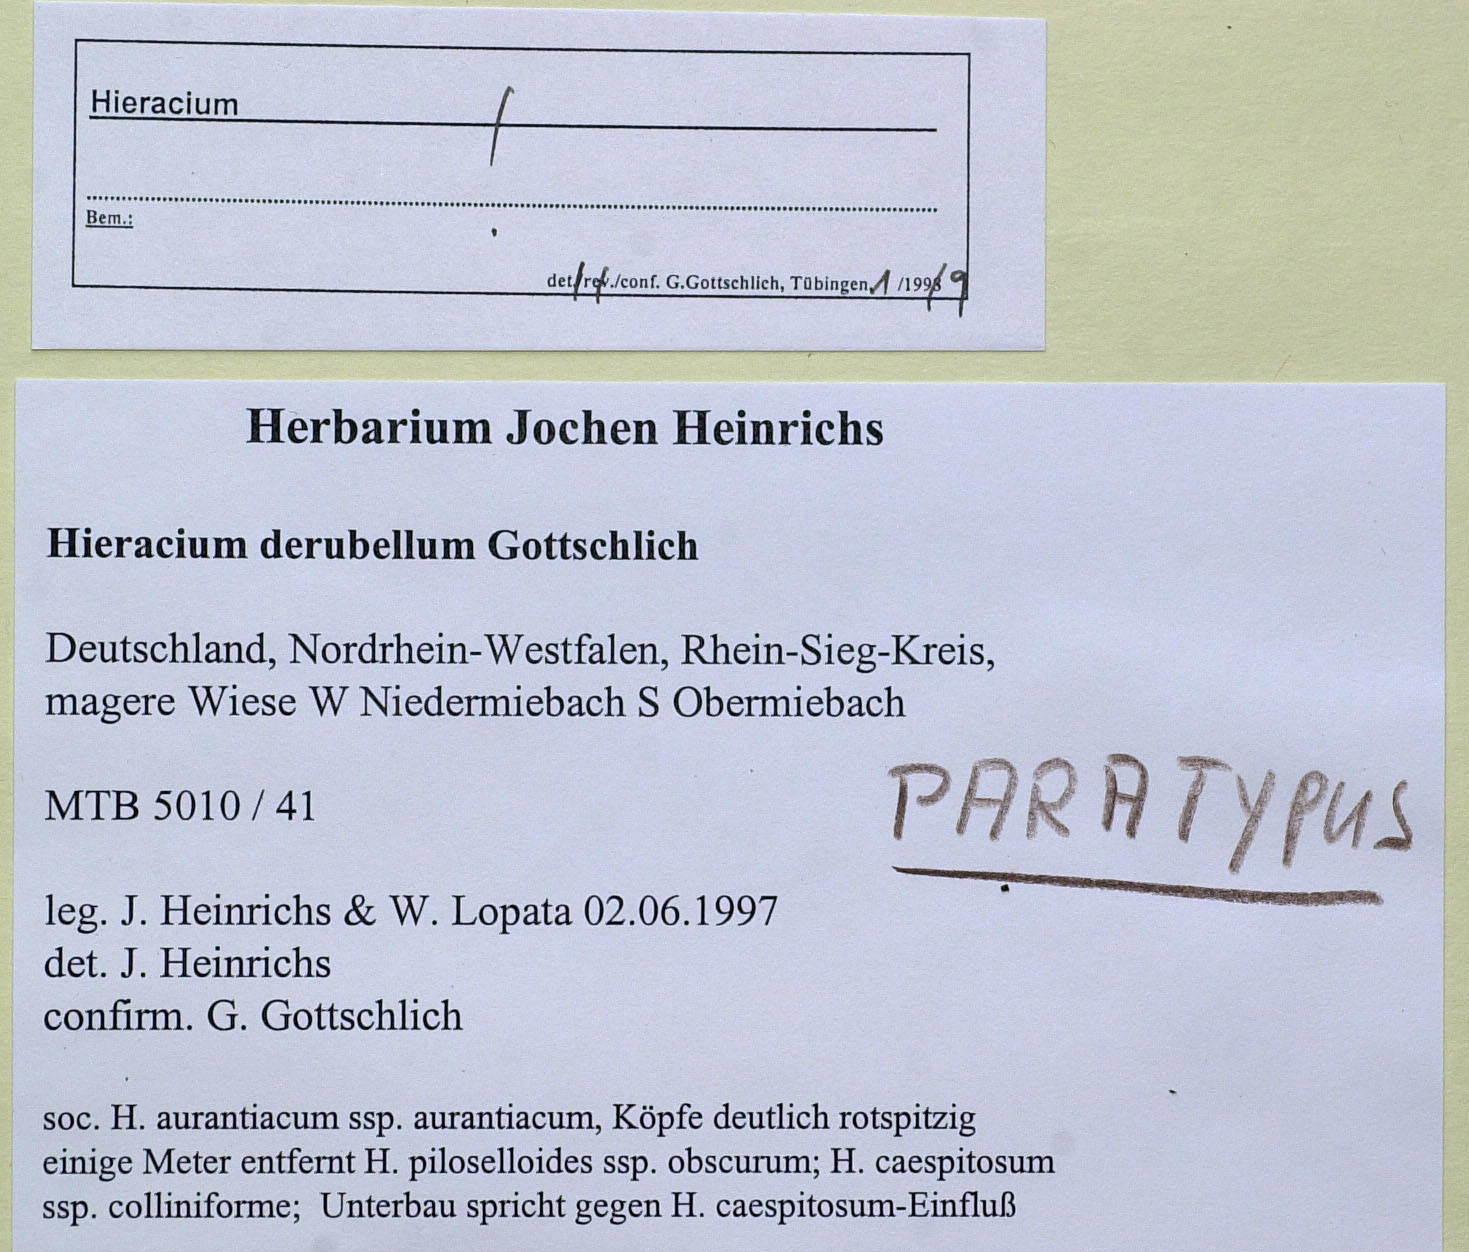 Hieracium !
Bem.:
det./rev./conf. G.Gottschlich, Tübingen, 1 /1998 9
Herbarium Jochen Heinrichs
Hieracium derubellum Gottschlich
Deutschland, Nordrhein-Westfalen, Rhein-Sieg-Kreis,
magere Wiese W Niedermiebach S Obermiebach
MTB 5010 / 41
PARATYPUS
leg. J. Heinrichs & W. Lopata 02.06.1997
det. J. Heinrichs
confirm. G. Gottschlich
soc. H. aurantiacum ssp. aurantiacum, Köpfe deutlich rotspitzig
einige Meter entfernt H. piloselloides ssp. obscurum; H. caespitosum
ssp. colliniforme; Unterbau spricht gegen H. caespitosum-Einfluß